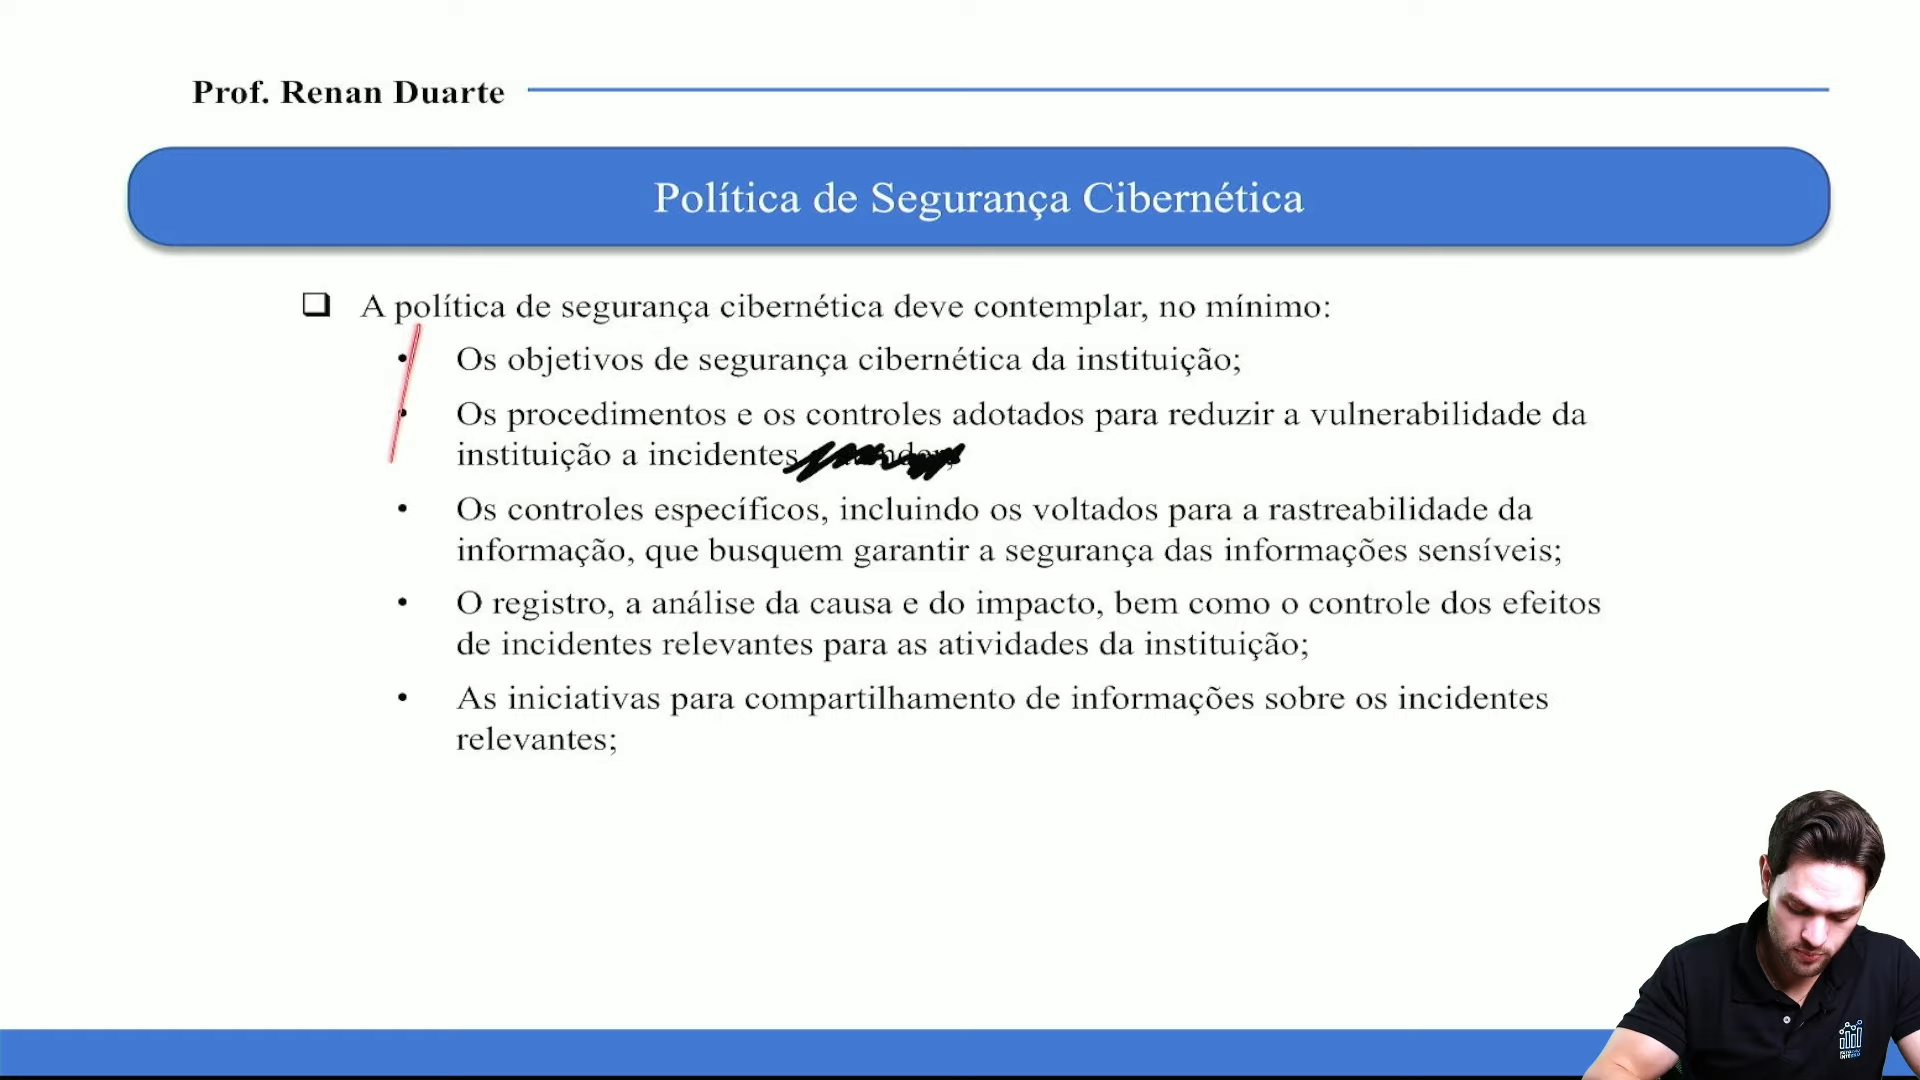 Prof. Renan Duarte
Política de Segurança Cibernética
❑ A política de segurança cibernética deve contemplar, no mínimo:
• Os objetivos de segurança cibernética da instituição;
• Os procedimentos e os controles adotados para reduzir a vulnerabilidade da
instituição a incidentes
• Os controles específicos, incluindo os voltados para a rastreabilidade da
informação, que busquem garantir a segurança das informações sensíveis;
• O registro, a análise da causa e do impacto, bem como o controle dos efeitos
de incidentes relevantes para as atividades da instituição;
• As iniciativas para compartilhamento de informações sobre os incidentes
relevantes;